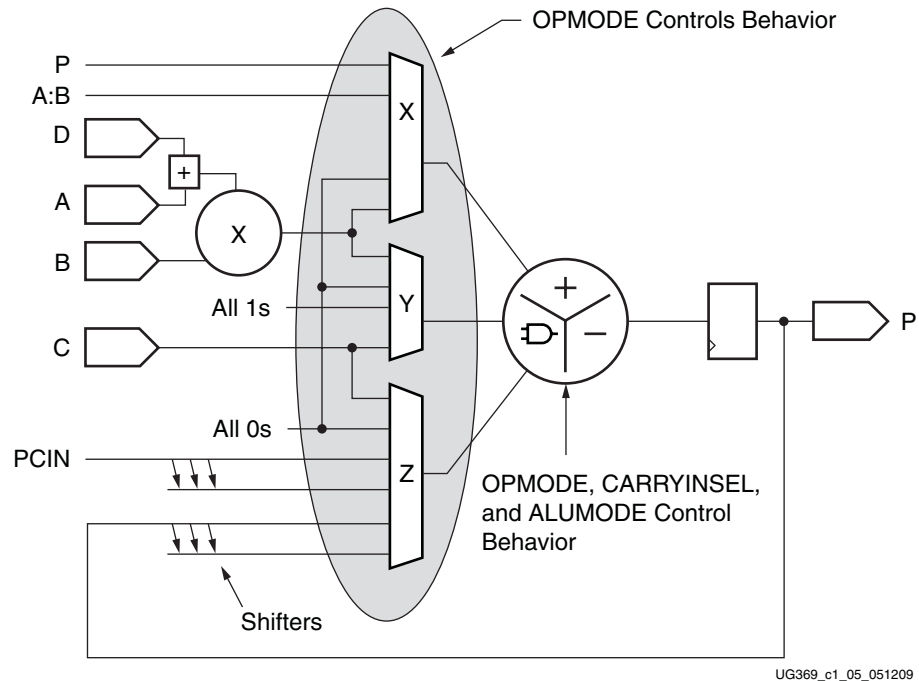 OPMODE Controls Behavior
P
A:B
X
D
+
A
X
B
All 1s
Y
+
−
P
C
All 0s
PCIN
Z
OPMODE, CARRYINSEL,
and ALUMODE Control
Behavior
Shifters
UG369_c1_05_051209